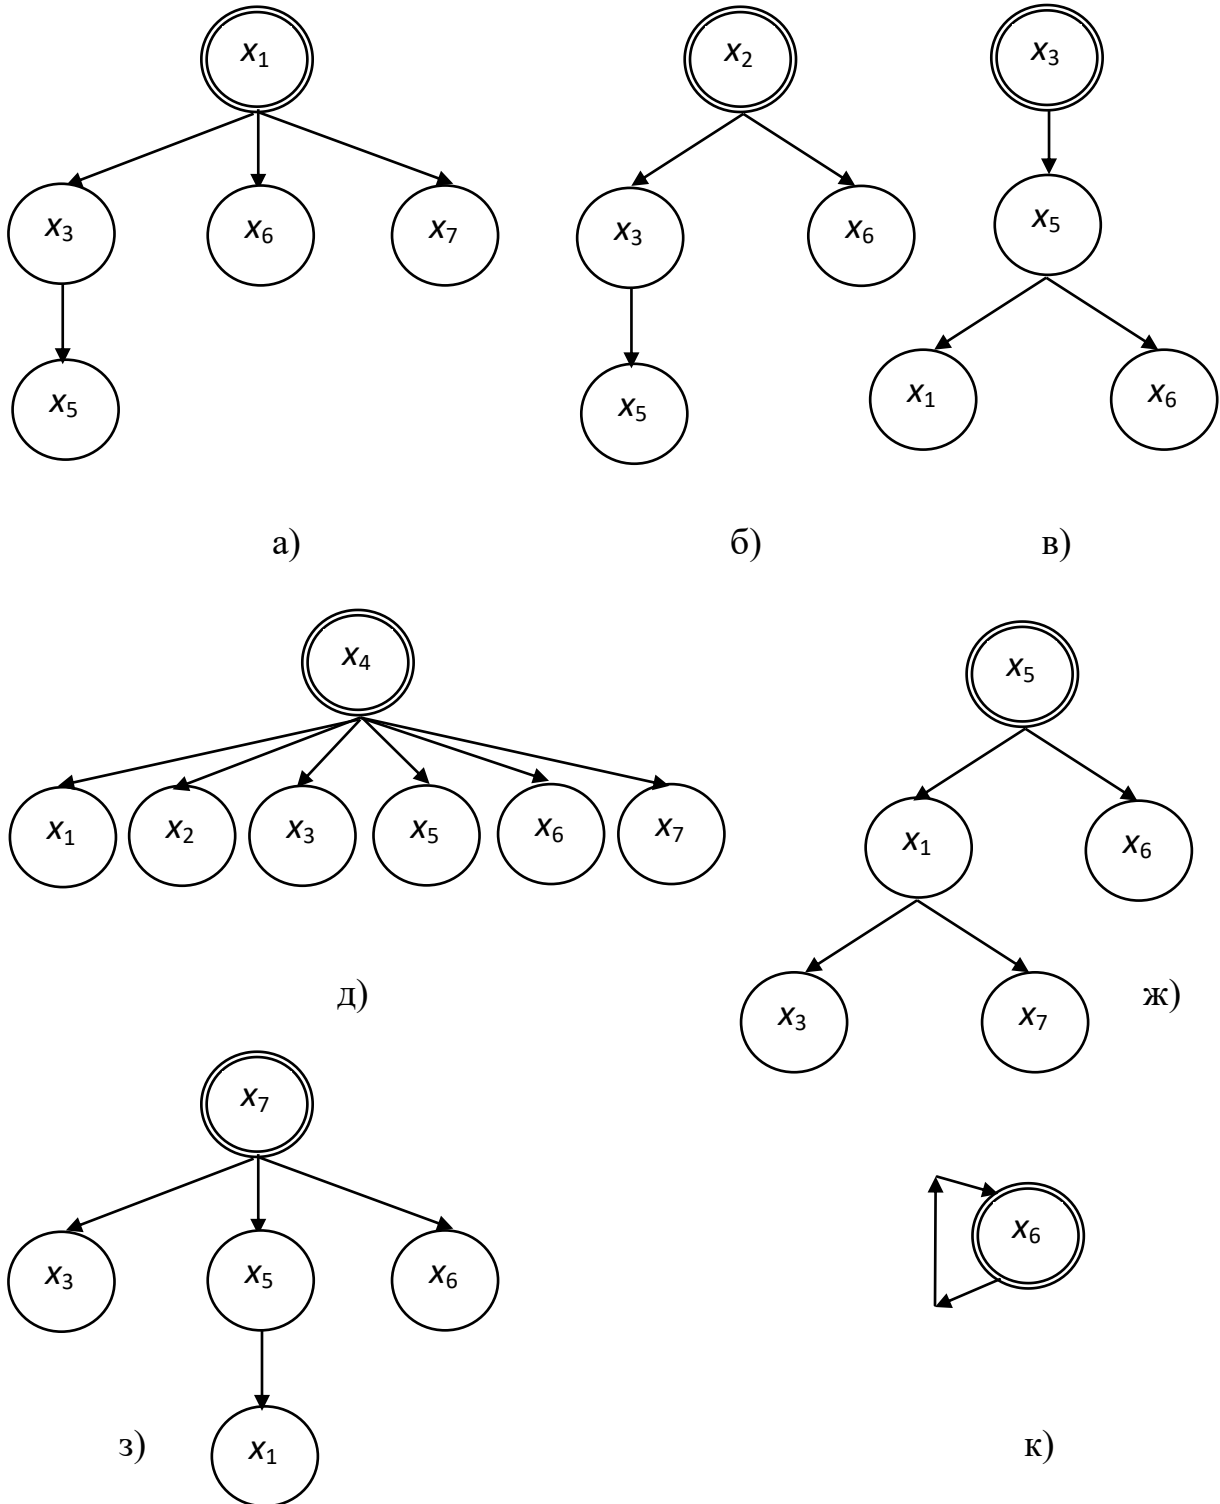 x₁ x₂ x₃
x₃ x₆ x₇ x₃ x₆ x₅
x₅ x₅ x₁ x₆
а) б) в)
x₄ x₅
x₁ x₂ x₃ x₅ x₆ x₇ x₁ x₆
д) x₃ x₇ ж)
x₇
x₃ x₅ x₆ x₆
з) x₁ к)